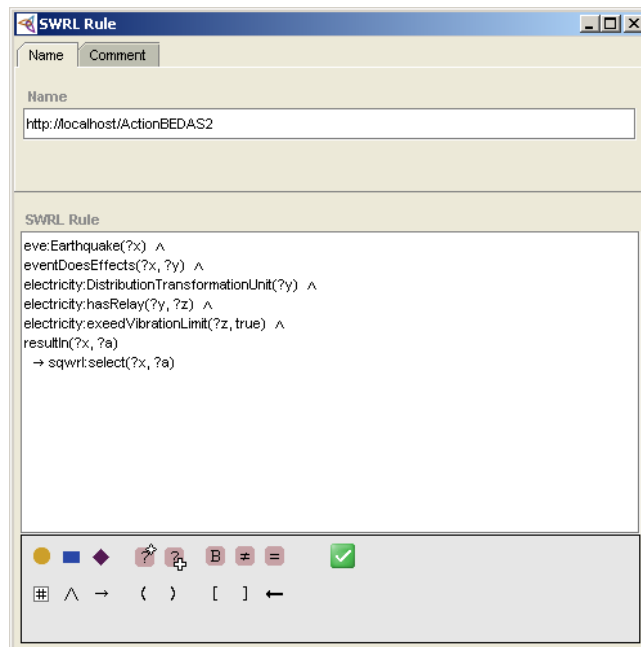 SWRL Rule
Name Comment
Name
http://localhost/ActionBEDAS2
SWRL Rule
eve:Earthquake(?x) ∧
eventDoesEffects(?x, ?y) ∧
electricity:DistributionTransformationUnit(?y) ∧
electricity:hasRelay(?y, ?z) ∧
electricity:exeedVibrationLimit(?z, true) ∧
resultIn(?x, ?a)
→ sqwrl:select(?x, ?a)
? ? B ≠ =
# ∧ → ( ) [ ] ←